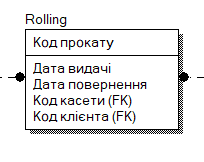 Rolling
Код прокату
Дата видачі
Дата повернення
Код касети (FK)
Код клієнта (FK)